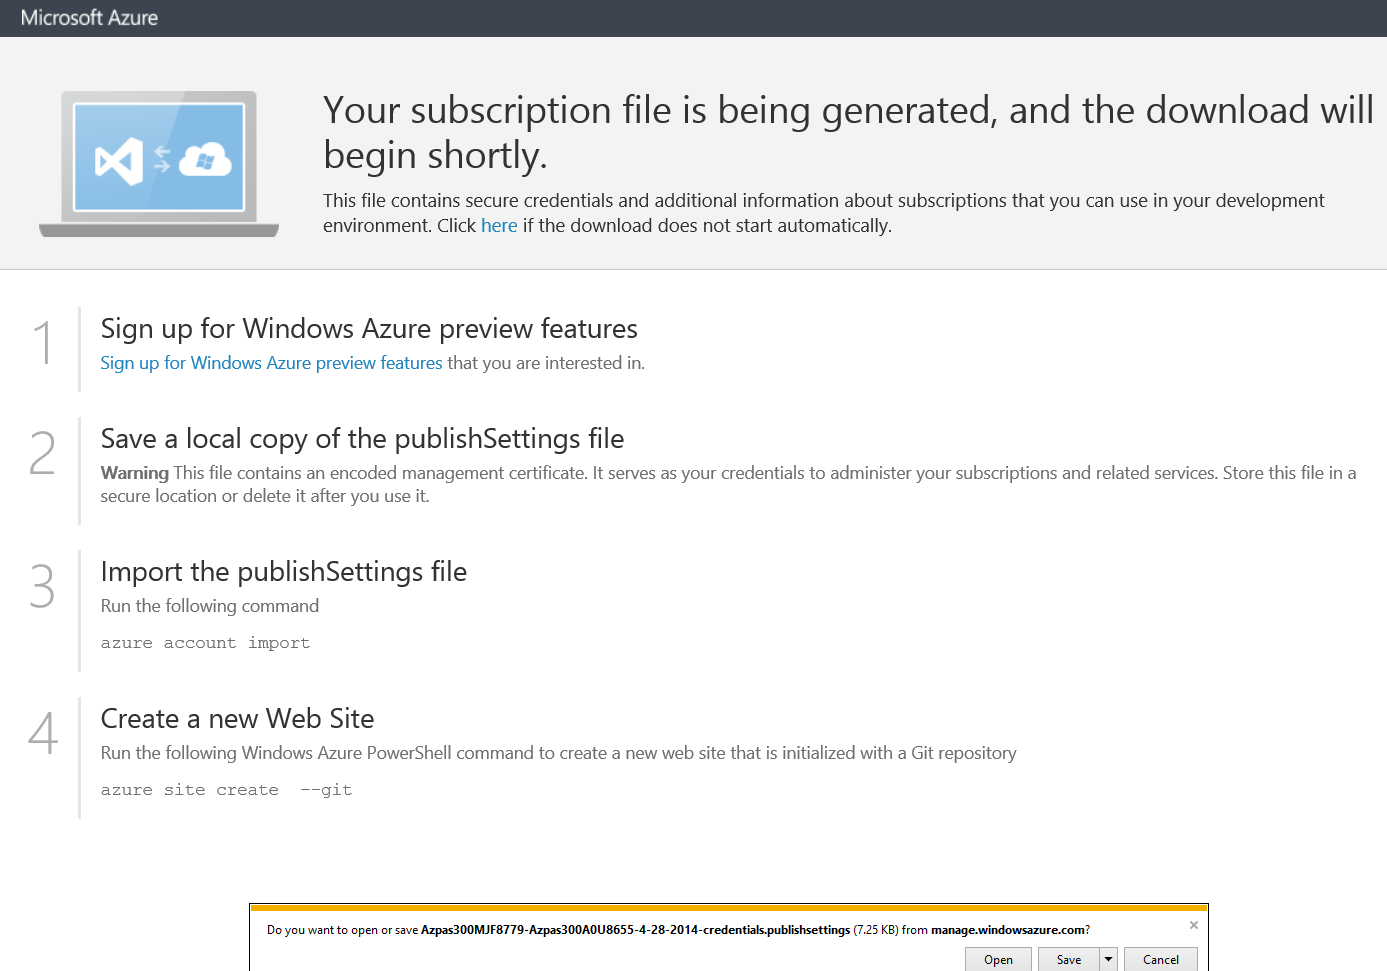 Microsoft Azure
Your subscription file is being generated, and the download will
begin shortly.
This file contains secure credentials and additional information about subscriptions that you can use in your development
environment. Click here if the download does not start automatically.
1
Sign up for Windows Azure preview features
Sign up for Windows Azure preview features that you are interested in.
2
Save a local copy of the publishSettings file
Warning This file contains an encoded management certificate. It serves as your credentials to administer your subscriptions and related services. Store this file in a
secure location or delete it after you use it.
3
Import the publishSettings file
Run the following command
azure account import
4
Create a new Web Site
Run the following Windows Azure PowerShell command to create a new web site that is initialized with a Git repository
azure site create  --git
Do you want to open or save Azpas300MJF8779-Azpas300A0U8655-4-28-2014-credentials.publishsettings (7.25 KB) from manage.windowsazure.com?
Open Save Cancel